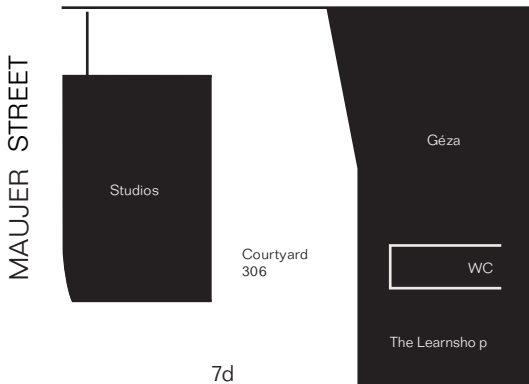 MAUJER STREET
Géza
Studios
Courtyard
306
WC
The Learnsho p
7d